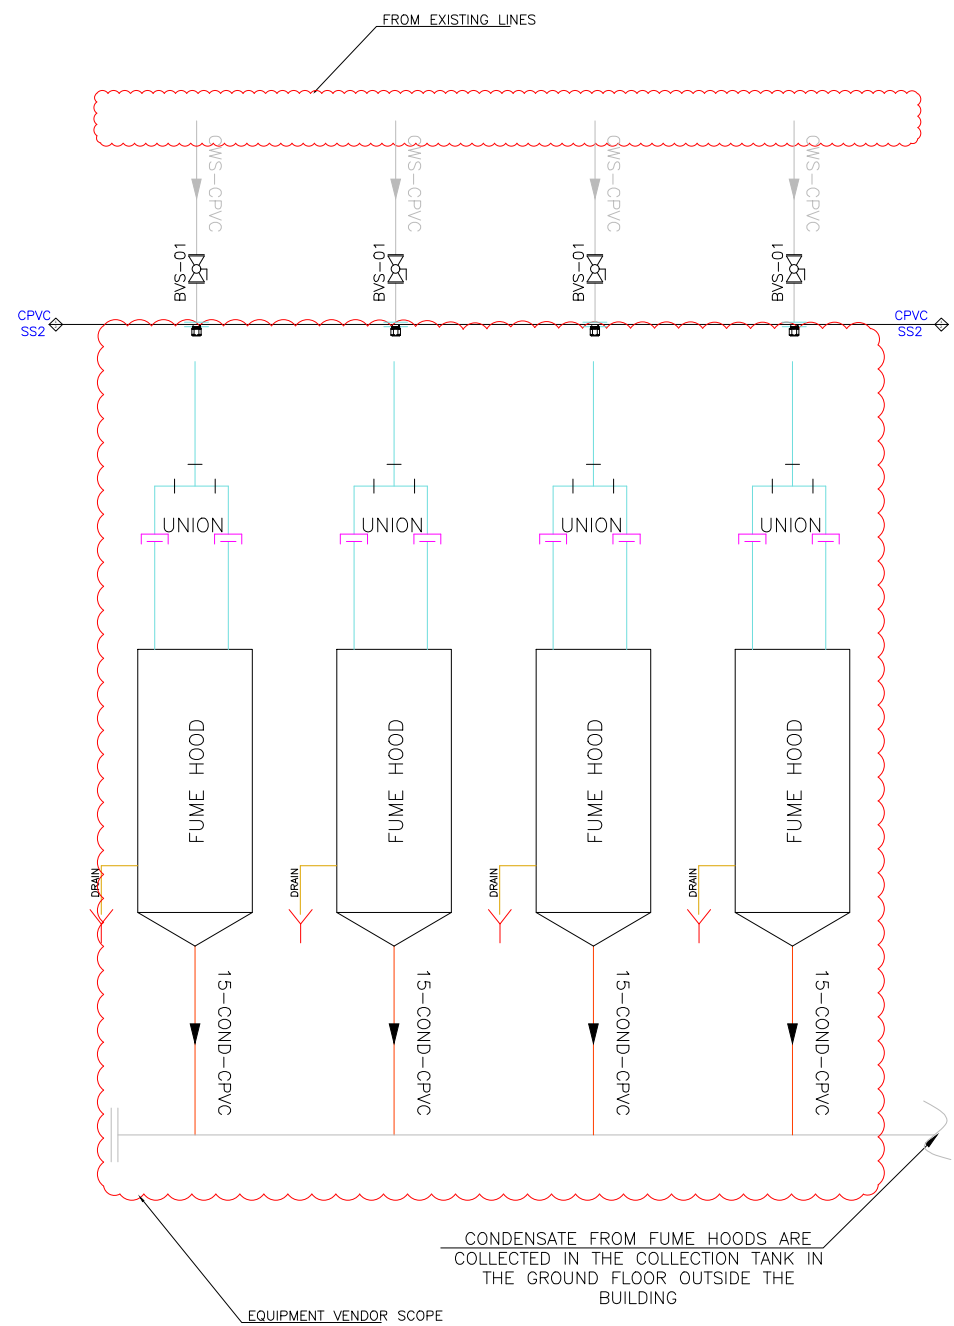 FROM EXISTING LINES
CWS-CPVC
CWS-CPVC
CWS-CPVC
CWS-CPVC
BVS-01
BVS-01
BVS-01
BVS-01
CPVC
SS2
CPVC
SS2
UNION
UNION
UNION
UNION
FUME HOOD
FUME HOOD
FUME HOOD
FUME HOOD
DRAIN
DRAIN
DRAIN
DRAIN
15-COND-CPVC
15-COND-CPVC
15-COND-CPVC
15-COND-CPVC
CONDENSATE FROM FUME HOODS ARE
COLLECTED IN THE COLLECTION TANK IN
THE GROUND FLOOR OUTSIDE THE
BUILDING
EQUIPMENT VENDOR SCOPE